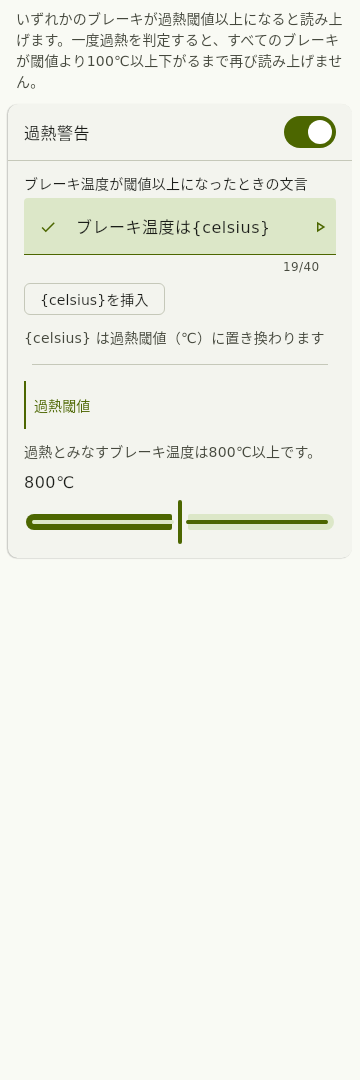 いずれかのブレーキが過熱閾値以上になると読み上
げます。一度過熱を判定すると、すべてのブレーキ
が閾値より100℃以上下がるまで再び読み上げませ
ん。
過熱警告
ブレーキ温度が閾値以上になったときの文言
ブレーキ温度は{celsius}
19/40
{celsius}を挿入
{celsius} は過熱閾値（℃）に置き換わります
過熱閾値
過熱とみなすブレーキ温度は800℃以上です。
800℃